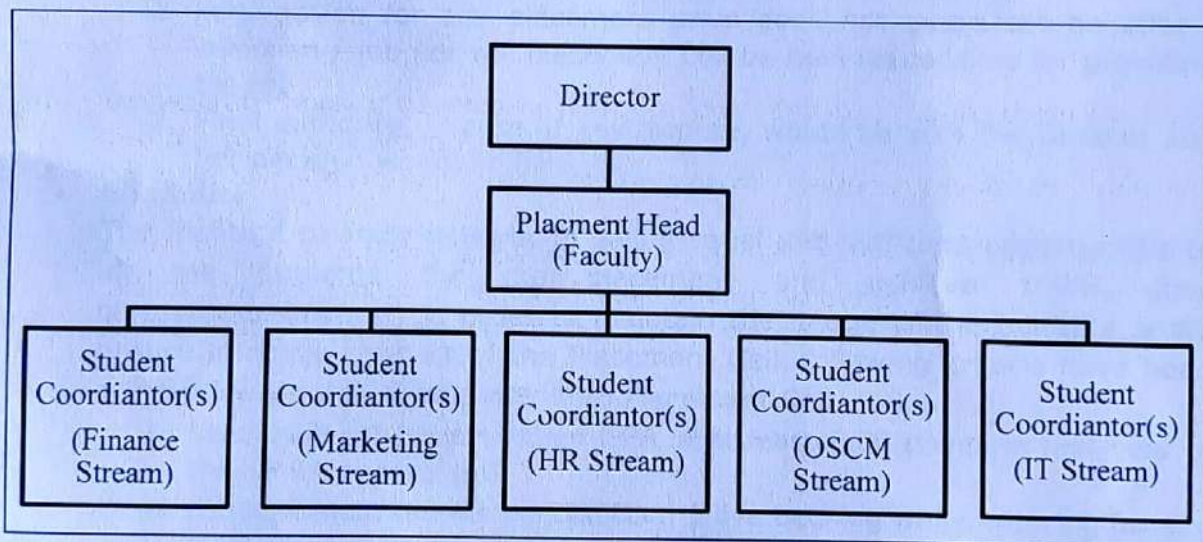 Director
Placment Head
(Faculty)
Student
Coordiantor(s)
(Finance
Stream)
Student
Coordiantor(s)
(Marketing
Stream)
Student
Coordiantor(s)
(HR Stream)
Student
Coordiantor(s)
(OSCM
Stream)
Student
Coordiantor(s)
(IT Stream)